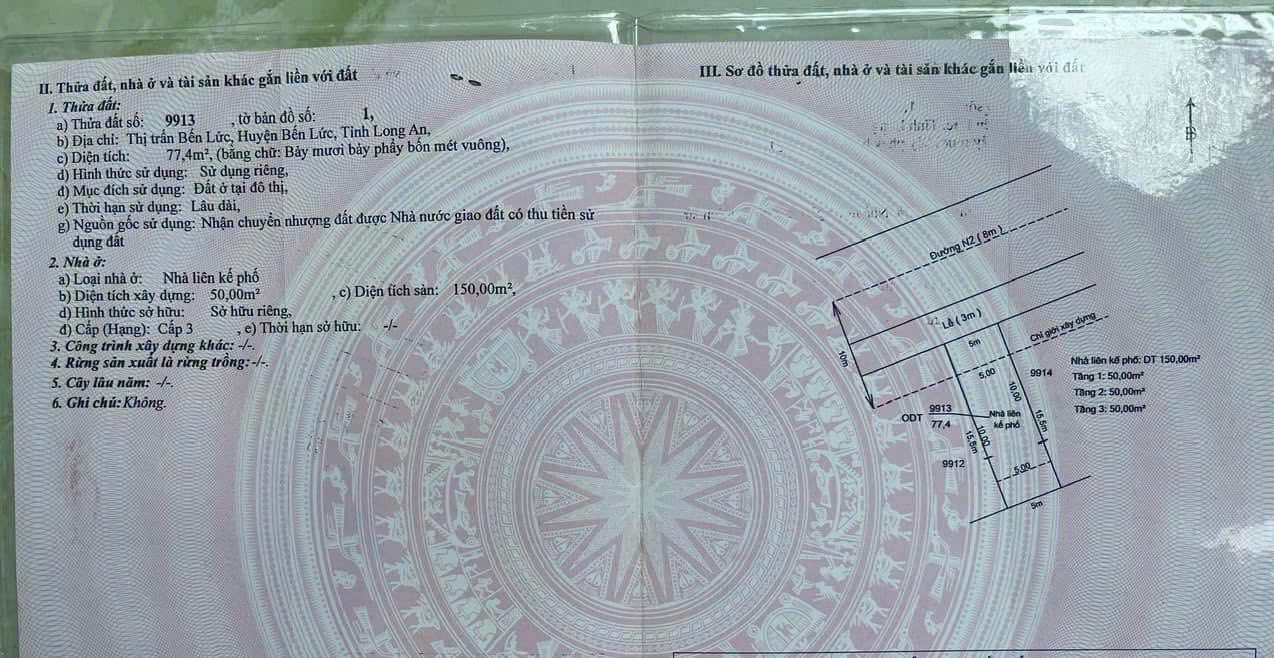 II. Thửa đất, nhà ở và tài sản khác gắn liền với đất
1. Thửa đất:
a) Thửa đất số: 9913 , tờ bản đồ số: 1,
b) Địa chỉ: Thị trấn Bến Lức, Huyện Bến Lức, Tỉnh Long An,
c) Diện tích: 77,4m², (bằng chữ: Bảy mươi bảy phẩy bốn mét vuông),
d) Hình thức sử dụng: Sử dụng riêng,
đ) Mục đích sử dụng: Đất ở tại đô thị,
e) Thời hạn sử dụng: Lâu dài,
g) Nguồn gốc sử dụng: Nhận chuyển nhượng đất được Nhà nước giao đất có thu tiền sử
dụng đất
2. Nhà ở:
a) Loại nhà ở: Nhà liên kế phố
b) Diện tích xây dựng: 50,00m² , c) Diện tích sàn: 150,00m²,
d) Hình thức sở hữu: Sở hữu riêng,
đ) Cấp (Hạng): Cấp 3 , e) Thời hạn sở hữu: -/-
3. Công trình xây dựng khác: -/-.
4. Rừng sản xuất là rừng trồng: -/-.
5. Cây lâu năm: -/-.
6. Ghi chú: Không.
III. Sơ đồ thửa đất, nhà ở và tài sản khác gắn liền với đất
B
Đường N2 ( 8m )
Lề ( 3m )
10m
5m
Chỉ giới xây dựng
5,00
9914
10,00
15,5m
ODT 9913
77,4
Nhà liên
kế phố
10,00
15,5m
9912
5,00
5m
Nhà liên kế phố: DT 150,00m²
Tầng 1: 50,00m²
Tầng 2: 50,00m²
Tầng 3: 50,00m²